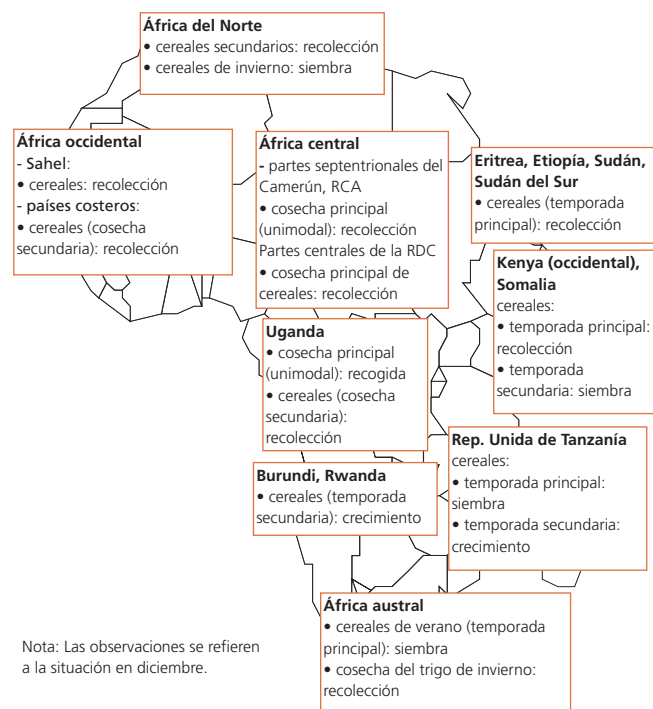 África del Norte
• cereales secundarios: recolección
• cereales de invierno: siembra
África occidental
- Sahel:
• cereales: recolección
- países costeros:
• cereales (cosecha
secundaria): recolección
África central
- partes septentrionales del
Camerún, RCA
• cosecha principal
(unimodal): recolección
Partes centrales de la RDC
• cosecha principal de
cereales: recolección
Eritrea, Etiopía, Sudán,
Sudán del Sur
• cereales (temporada
principal): recolección
Kenya (occidental),
Somalia
cereales:
• temporada principal:
recolección
• temporada
secundaria: siembra
Uganda
• cosecha principal
(unimodal): recogida
• cereales (cosecha
secundaria):
recolección
Rep. Unida de Tanzanía
cereales:
• temporada principal:
siembra
• temporada secundaria:
crecimiento
Burundi, Rwanda
• cereales (temporada
secundaria): crecimiento
África austral
• cereales de verano (temporada
principal): siembra
• cosecha del trigo de invierno:
recolección
Nota: Las observaciones se refieren
a la situación en diciembre.